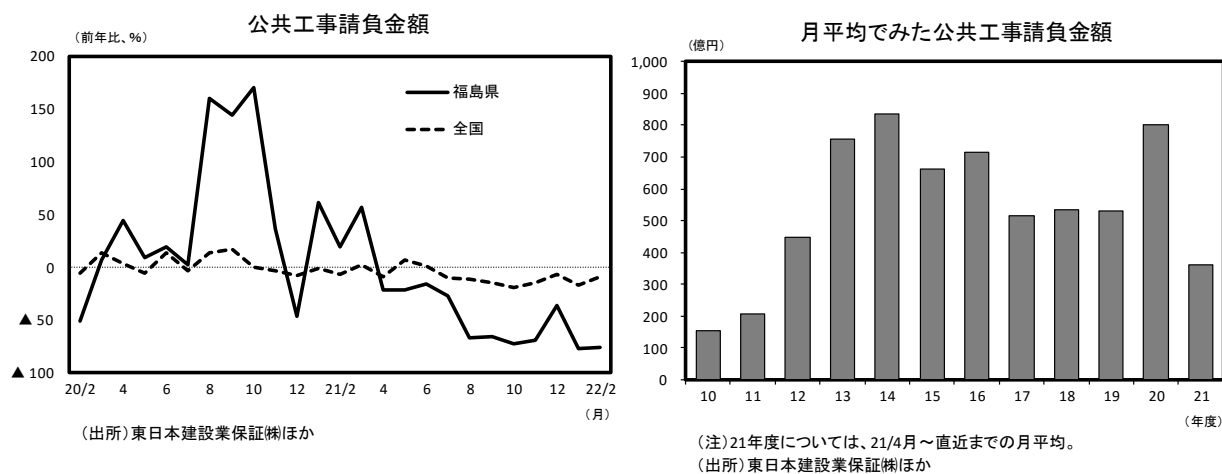 公共工事請負金額
（前年比、％）
200
150
100
50
0
▲ 50
▲ 100
福島県
全国
20/2 4 6 8 10 12 21/2 4 6 8 10 12 22/2
（月）
（出所）東日本建設業保証㈱ほか
月平均でみた公共工事請負金額
（億円）
1,000
900
800
700
600
500
400
300
200
100
0
10 11 12 13 14 15 16 17 18 19 20 21
（年度）
（注）21年度については、21/4月～直近までの月平均。
（出所）東日本建設業保証㈱ほか